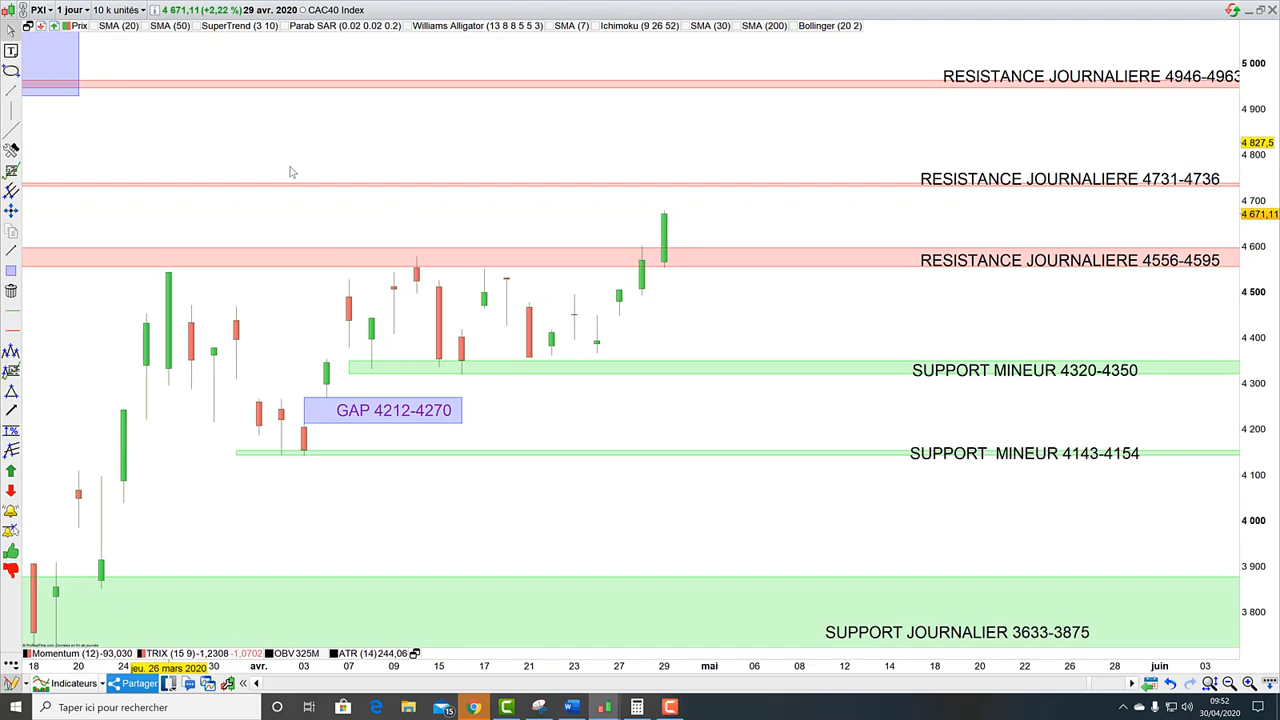 PXI 1 jour 10 k unités 4 671,11 (+2,22 %) 29 avr. 2020 CAC40 Index
Prix SMA (20) SMA (50) SuperTrend (3 10) Parab SAR (0.02 0.02 0.2) Williams Alligator (13 8 8 5 5 3) SMA (7) Ichimoku (9 26 52) SMA (30) SMA (200) Bollinger (20 2)
5 000
RESISTANCE JOURNALIERE 4946-4963
4 900
4 827,5
4 800
RESISTANCE JOURNALIERE 4731-4736
4 700
4 671,11
4 600
RESISTANCE JOURNALIERE 4556-4595
4 500
4 400
SUPPORT MINEUR 4320-4350
4 300
GAP 4212-4270
4 200
SUPPORT  MINEUR 4143-4154
4 100
4 000
3 900
3 800
SUPPORT JOURNALIER 3633-3875
Momentum (12) -93,030 TRIX (15 9) -1,2308 -1,0702 OBV 325M ATR (14) 244,06
18 20 24 jeu. 26 mars 2020 30 avr. 03 07 09 15 17 21 23 27 29 mai 06 08 12 14 18 20 22 26 28 juin 03
Indicateurs Partager
Taper ici pour rechercher
15
09:52
30/04/2020